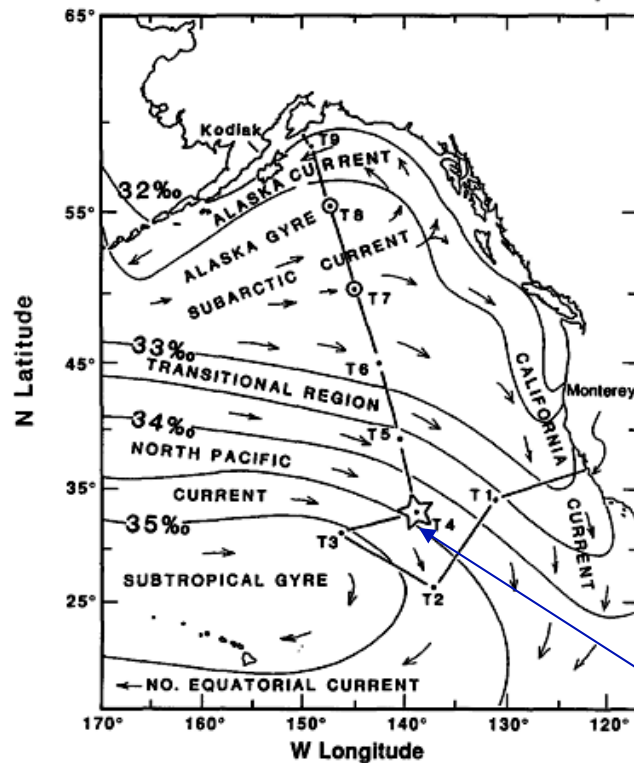 65°
Kodiak
T9
ALASKA CURRENT
32‰
55°
T8
ALASKA GYRE
SUBARCTIC CURRENT
T7
33‰
45°
T6
TRANSITIONAL REGION
CALIFORNIA
Monterey
34‰
T5
NORTH PACIFIC
35°
CURRENT
T1
CURRENT
35‰
T4
T3
SUBTROPICAL GYRE
25°
T2
NO. EQUATORIAL CURRENT
170° 160° 150° 140° 130° 120°
W Longitude
N Latitude